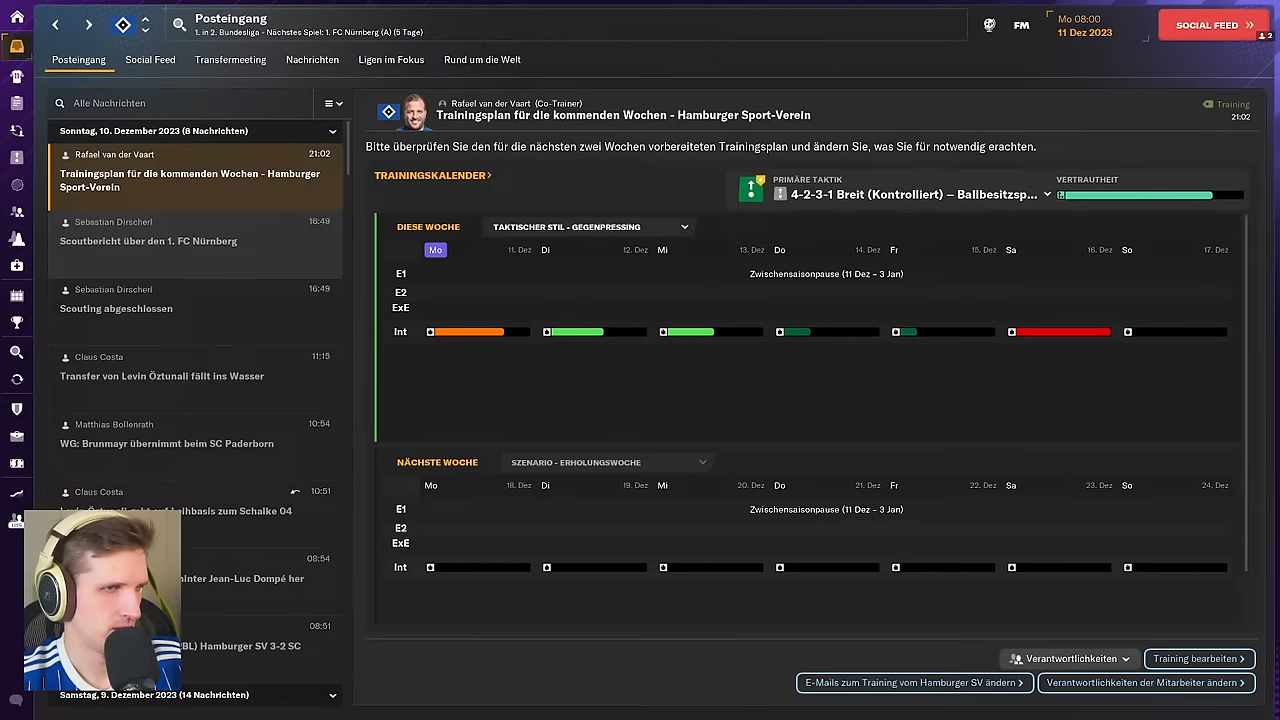 Posteingang
1. in 2. Bundesliga - Nächstes Spiel: 1. FC Nürnberg (A) (5 Tage)
FM
Mo 08:00
11 Dez 2023
SOCIAL FEED
2
Posteingang
Social Feed
Transfermeeting
Nachrichten
Ligen im Fokus
Rund um die Welt
Alle Nachrichten
Sonntag, 10. Dezember 2023 (8 Nachrichten)
Rafael van der Vaart 21:02
Trainingsplan für die kommenden Wochen - Hamburger
Sport-Verein
Sebastian Dirscherl 16:49
Scoutbericht über den 1. FC Nürnberg
Sebastian Dirscherl 16:49
Scouting abgeschlossen
Claus Costa 11:15
Transfer von Levin Öztunali fällt ins Wasser
Matthias Bollenrath 10:54
WG: Brunmayr übernimmt beim SC Paderborn
Claus Costa 10:51
hbasis zum Schalke 04
08:54
hinter Jean-Luc Dompé her
08:51
BL) Hamburger SV 3-2 SC
Samstag, 9. Dezember 2023 (14 Nachrichten)
Rafael van der Vaart (Co-Trainer)
Trainingsplan für die kommenden Wochen - Hamburger Sport-Verein
Training
21:02
Bitte überprüfen Sie den für die nächsten zwei Wochen vorbereiteten Trainingsplan und ändern Sie, was Sie für notwendig erachten.
TRAININGSKALENDER
PRIMÄRE TAKTIK
4-2-3-1 Breit (Kontrolliert) – Ballbesitzsp...
VERTRAUTHEIT
DIESE WOCHE
TAKTISCHER STIL - GEGENPRESSING
Mo 11. Dez Di 12. Dez Mi 13. Dez Do 14. Dez Fr 15. Dez Sa 16. Dez So 17. Dez
E1 Zwischensaisonpause (11 Dez – 3 Jan)
E2
ExE
Int
NÄCHSTE WOCHE
SZENARIO - ERHOLUNGSWOCHE
Mo 18. Dez Di 19. Dez Mi 20. Dez Do 21. Dez Fr 22. Dez Sa 23. Dez So 24. Dez
E1 Zwischensaisonpause (11 Dez – 3 Jan)
E2
ExE
Int
Verantwortlichkeiten
Training bearbeiten
E-Mails zum Training vom Hamburger SV ändern
Verantwortlichkeiten der Mitarbeiter ändern